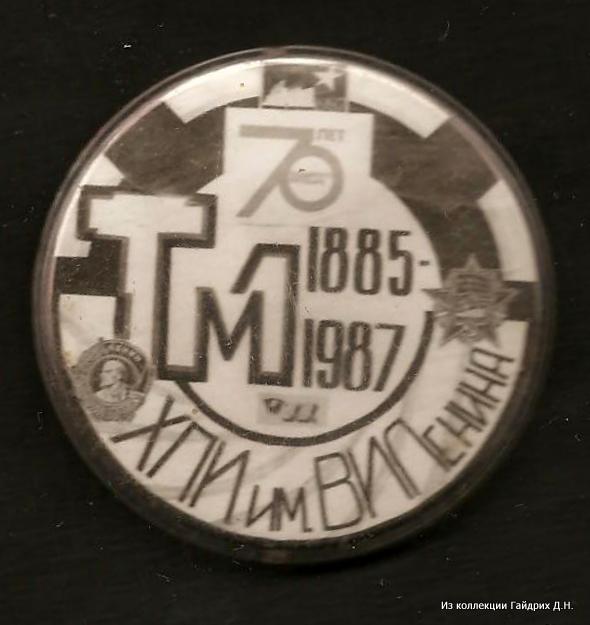 70 ЛЕТ
ТМ
1885-
1987
ХПИ им. В И ЛЕНИНА
Из коллекции Гайдрих Д.Н.